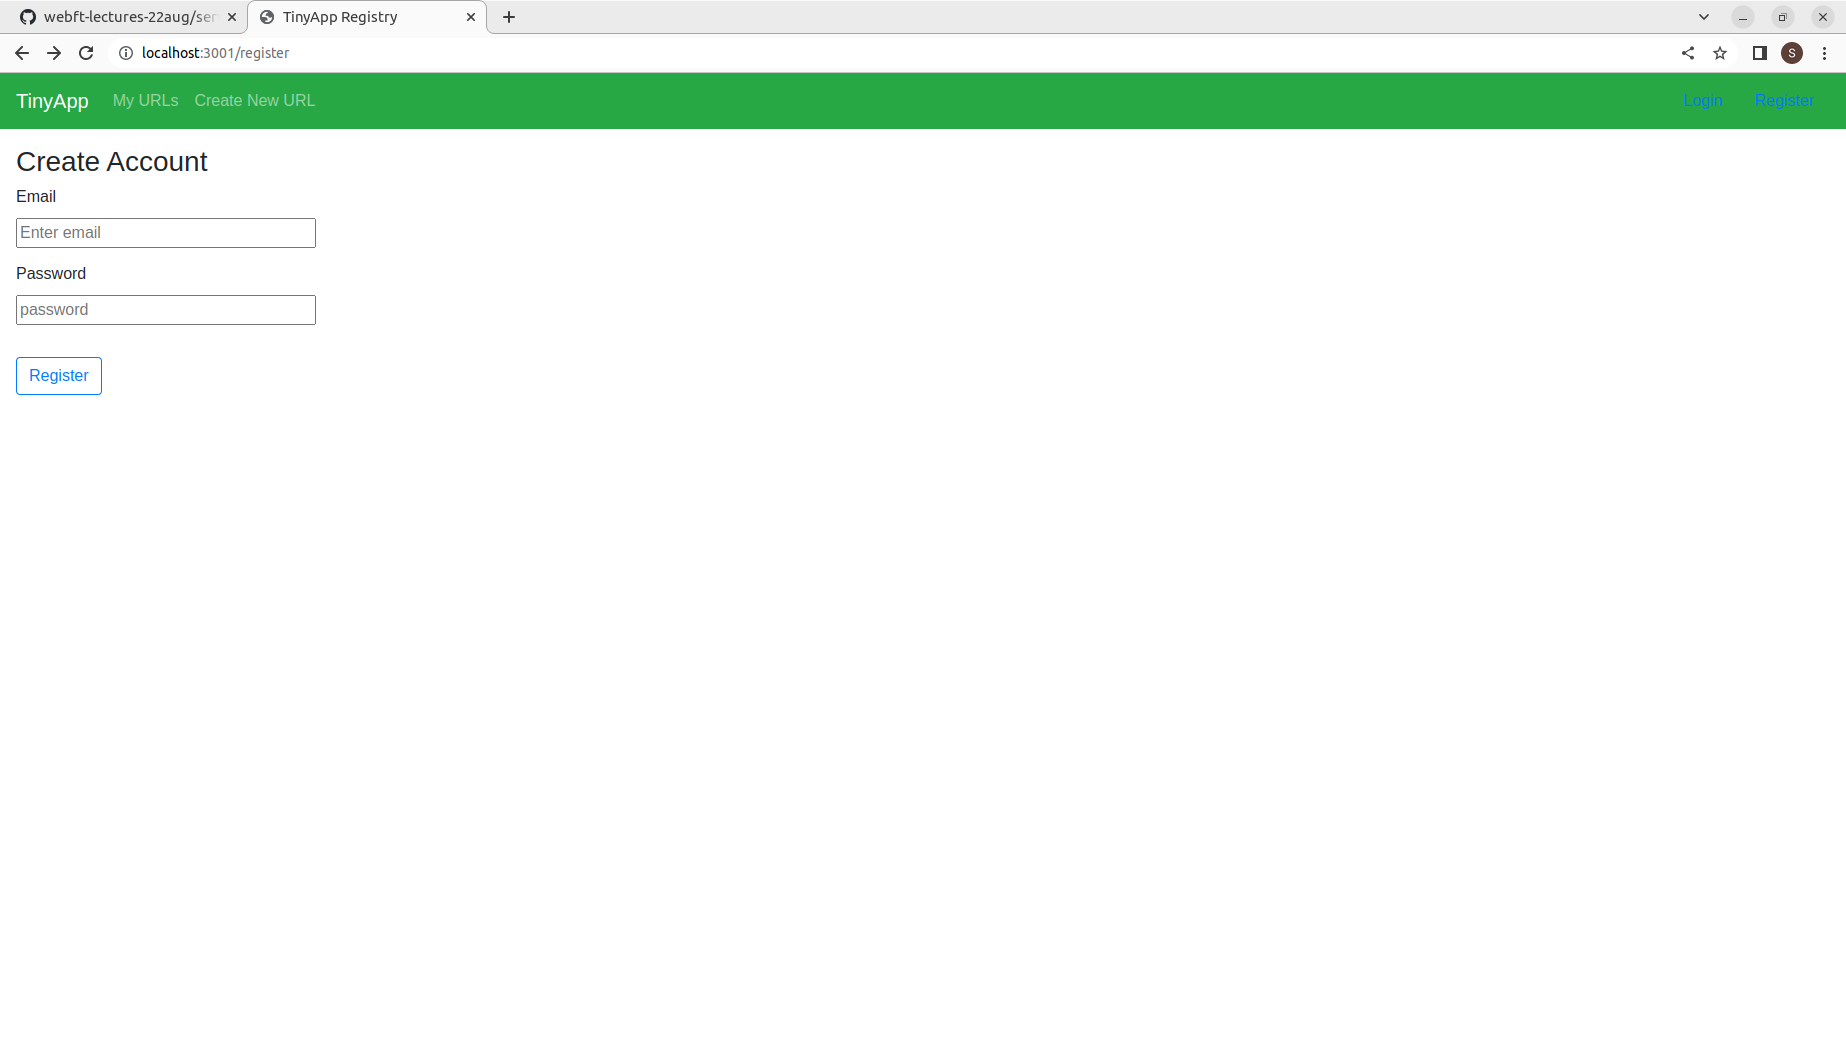 webft-lectures-22aug/ser
TinyApp Registry
localhost:3001/register
S
TinyApp My URLs Create New URL Login Register
Create Account
Email
Enter email
Password
password
Register